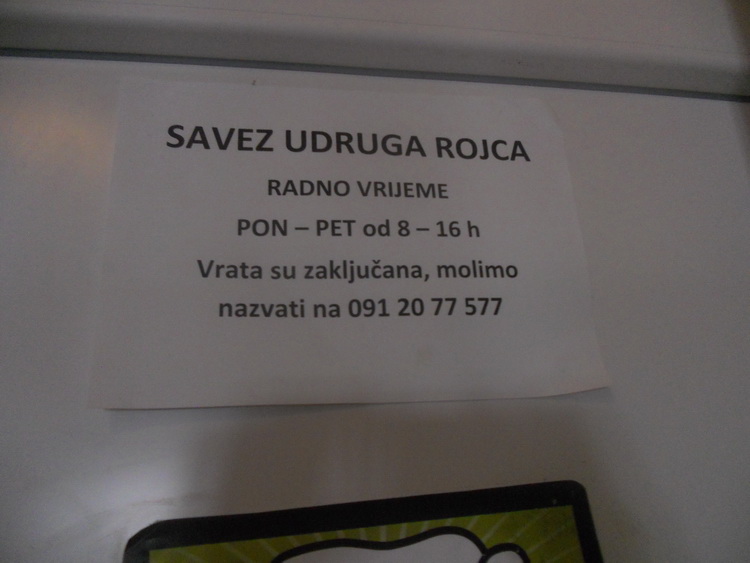 SAVEZ UDRUGA ROJCA
RADNO VRIJEME
PON – PET od 8 – 16 h
Vrata su zaključana, molimo
nazvati na 091 20 77 577